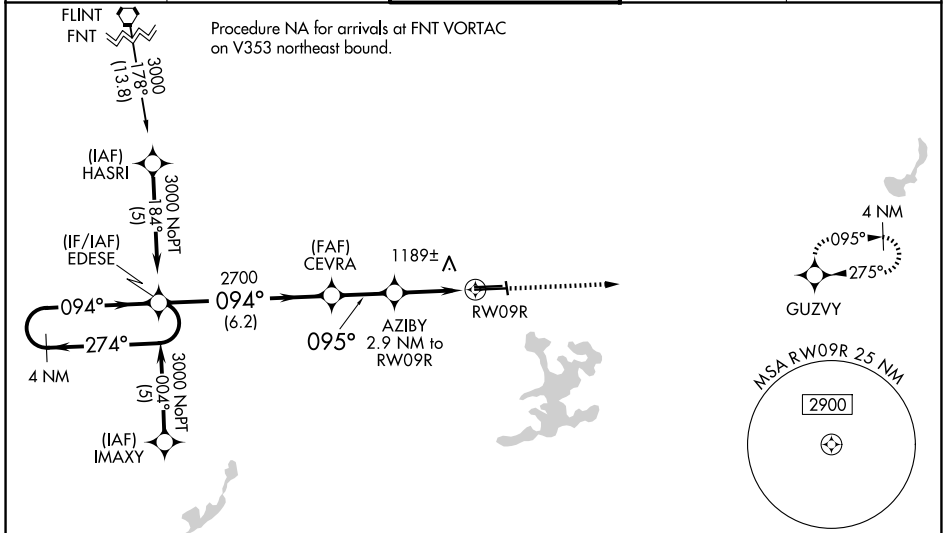 FLINT
FNT
Procedure NA for arrivals at FNT VORTAC
on V353 northeast bound.
3000
178°
(13.8)
(IAF)
HASRI
3000 NoPT
184°
(5)
(IF/IAF)
EDESE
094°
274°
4 NM
3000 NoPT
004°
(5)
(IAF)
IMAXY
2700
094°
(6.2)
(FAF)
CEVRA
095°
1189±
AZIBY
2.9 NM to
RW09R
RW09R
4 NM
095°
275°
GUZVY
MSA RW09R 25 NM
2900